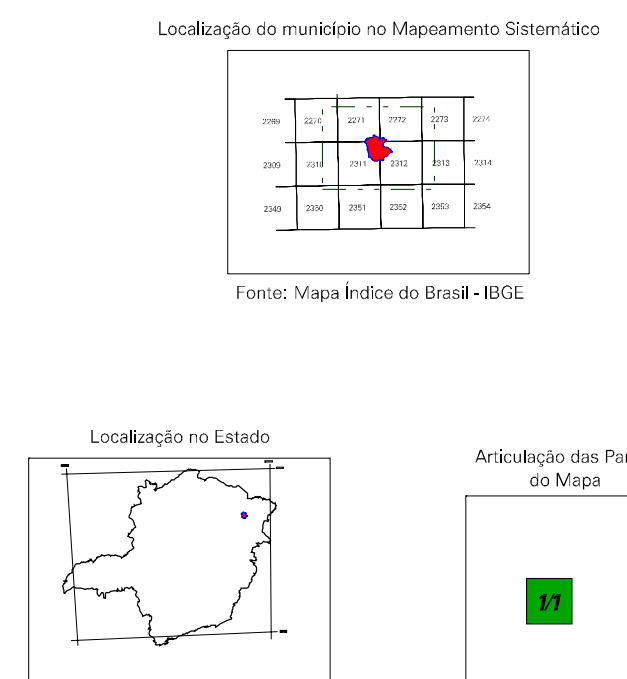 Localização do município no Mapeamento Sistemático
2269 2270 2271 2272 2273 2274
2309 2310 2311 2312 2313 2314
2349 2350 2351 2352 2353 2354
Fonte: Mapa Índice do Brasil - IBGE
Localização no Estado
Articulação das Par
do Mapa
1/1